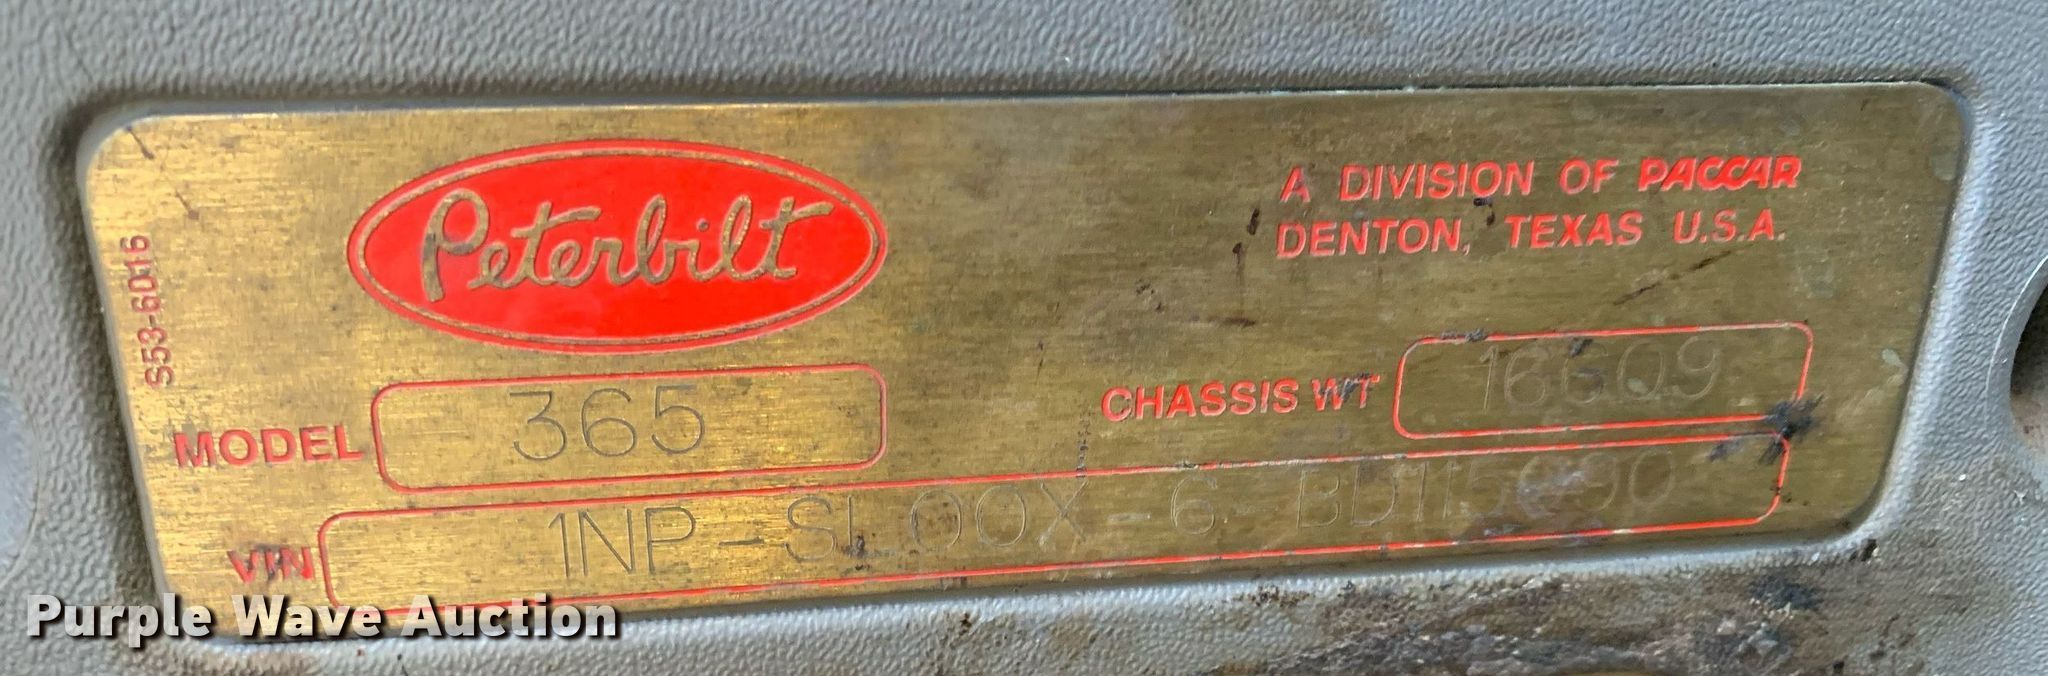 Peterbilt
A DIVISION OF PACCAR
DENTON, TEXAS U.S.A.
S53-6016
MODEL 365
CHASSIS WT 16609
VIN 1NP-SL00X-6-BD115090
Purple Wave Auction